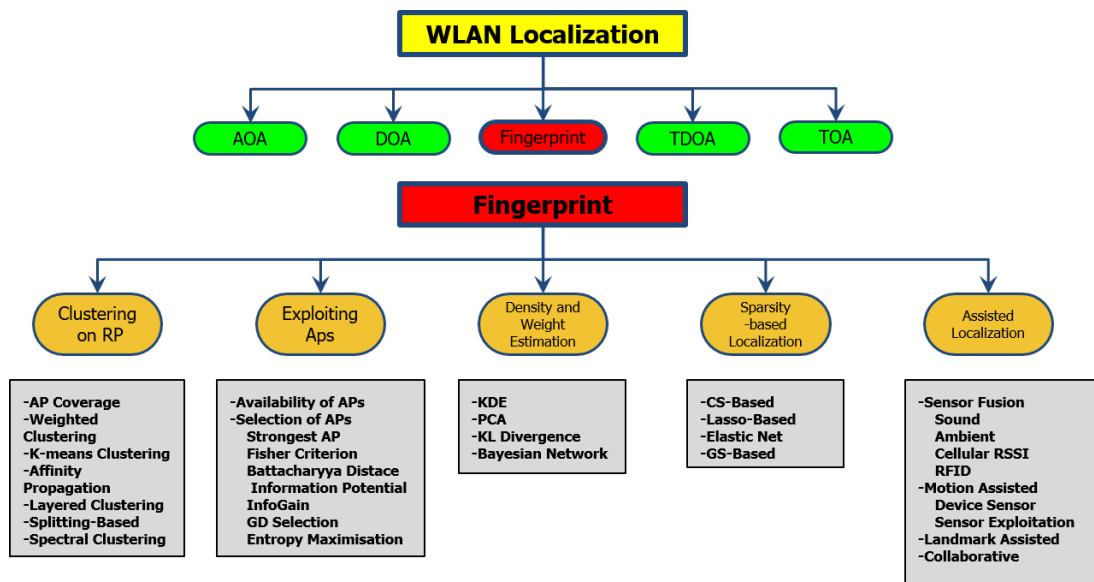 WLAN Localization
AOA
DOA
Fingerprint
TDOA
TOA
Fingerprint
Clustering
on RP
Exploiting
Aps
Density and
Weight
Estimation
Sparsity
-based
Localization
Assisted
Localization
-AP Coverage
-Weighted
Clustering
-K-means Clustering
-Affinity
Propagation
-Layered Clustering
-Splitting-Based
-Spectral Clustering
-Availability of APs
-Selection of APs
Strongest AP
Fisher Criterion
Battacharyya Distace
Information Potential
InfoGain
GD Selection
Entropy Maximisation
-KDE
-PCA
-KL Divergence
-Bayesian Network
-CS-Based
-Lasso-Based
-Elastic Net
-GS-Based
-Sensor Fusion
Sound
Ambient
Cellular RSSI
RFID
-Motion Assisted
Device Sensor
Sensor Exploitation
-Landmark Assisted
-Collaborative